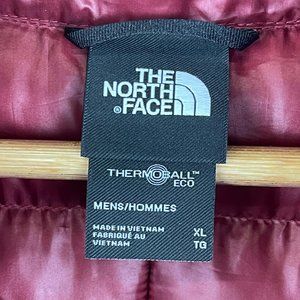 THE
NORTH
FACE
®
THERMOBALL™
ECO
MENS/HOMMES
MADE IN VIETNAM
FABRIQUÉ AU
VIETNAM
XL
TG